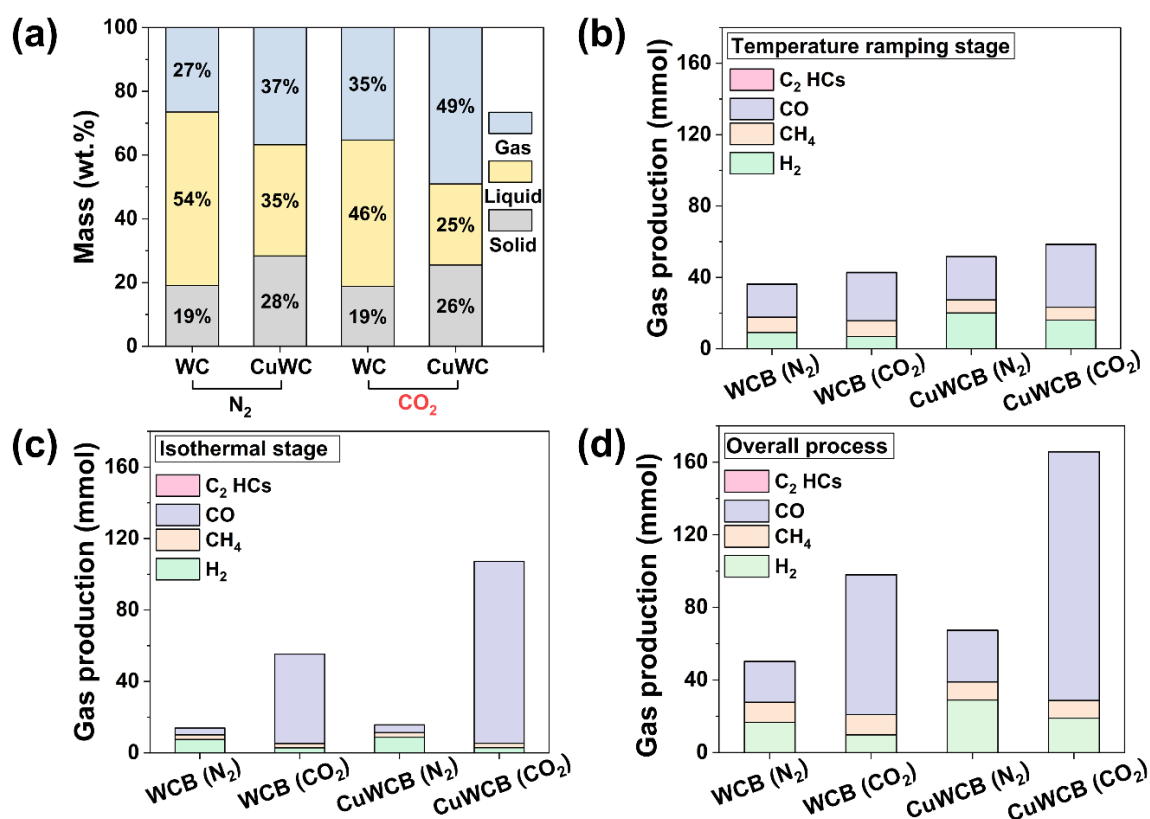 (a)
100
80
60
40
20
0
Mass (wt.%)
27%
37%
35%
49%
54%
35%
46%
25%
19%
28%
19%
26%
Gas
Liquid
Solid
WC CuWC WC CuWC
N₂ CO₂
(b)
Temperature ramping stage
C₂ HCs
CO
CH₄
H₂
160
120
80
40
0
Gas production (mmol)
WCB (N₂)
WCB (CO₂)
CuWCB (N₂)
CuWCB (CO₂)
(c)
Isothermal stage
C₂ HCs
CO
CH₄
H₂
160
120
80
40
0
Gas production (mmol)
WCB (N₂)
WCB (CO₂)
CuWCB (N₂)
CuWCB (CO₂)
(d)
Overall process
C₂ HCs
CO
CH₄
H₂
160
120
80
40
0
Gas production (mmol)
WCB (N₂)
WCB (CO₂)
CuWCB (N₂)
CuWCB (CO₂)